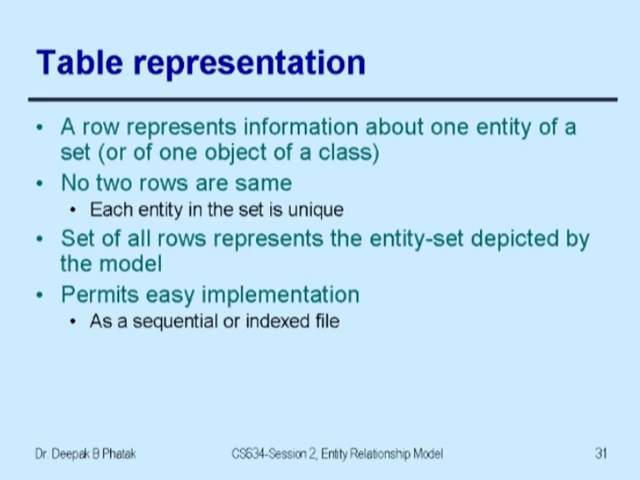 Table representation
• A row represents information about one entity of a
set (or of one object of a class)
• No two rows are same
• Each entity in the set is unique
• Set of all rows represents the entity-set depicted by
the model
• Permits easy implementation
• As a sequential or indexed file
Dr. Deepak B Phatak CS634-Session 2, Entity Relationship Model 31